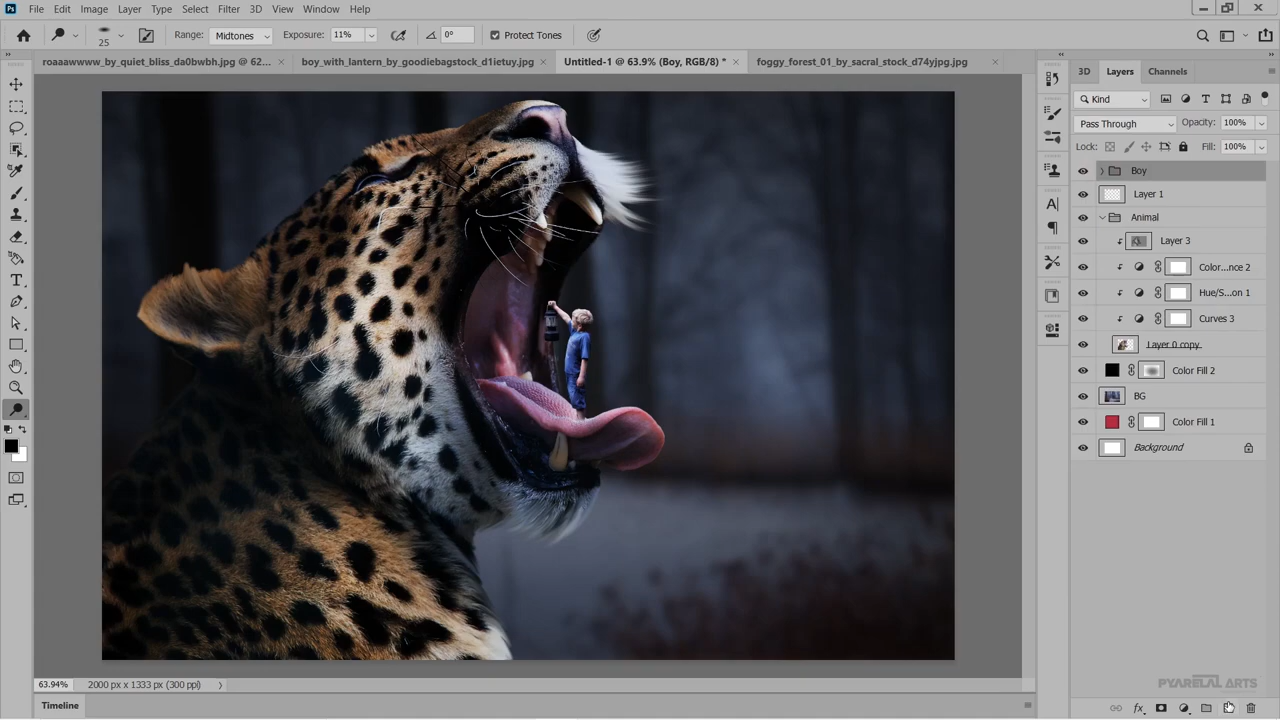 Ps File Edit Image Layer Type Select Filter 3D View Window Help
25 Range: Midtones Exposure: 11% 0° Protect Tones
roaaawwww_by_quiet_bliss_da0bwbh.jpg @ 62... × boy_with_lantern_by_goodiebagstock_d1ietuy.jpg × Untitled-1 @ 63.9% (Boy, RGB/8) * × foggy_forest_01_by_sacral_stock_d74yjpg.jpg ×
3D Layers Channels
Kind
Pass Through Opacity: 100%
Lock: Fill: 100%
Boy
Layer 1
Animal
Layer 3
Color...nce 2
Hue/S...on 1
Curves 3
Layer 0 copy
Color Fill 2
BG
Color Fill 1
Background
PYARELAL ARTS
63.94% 2000 px x 1333 px (300 ppi)
Timeline